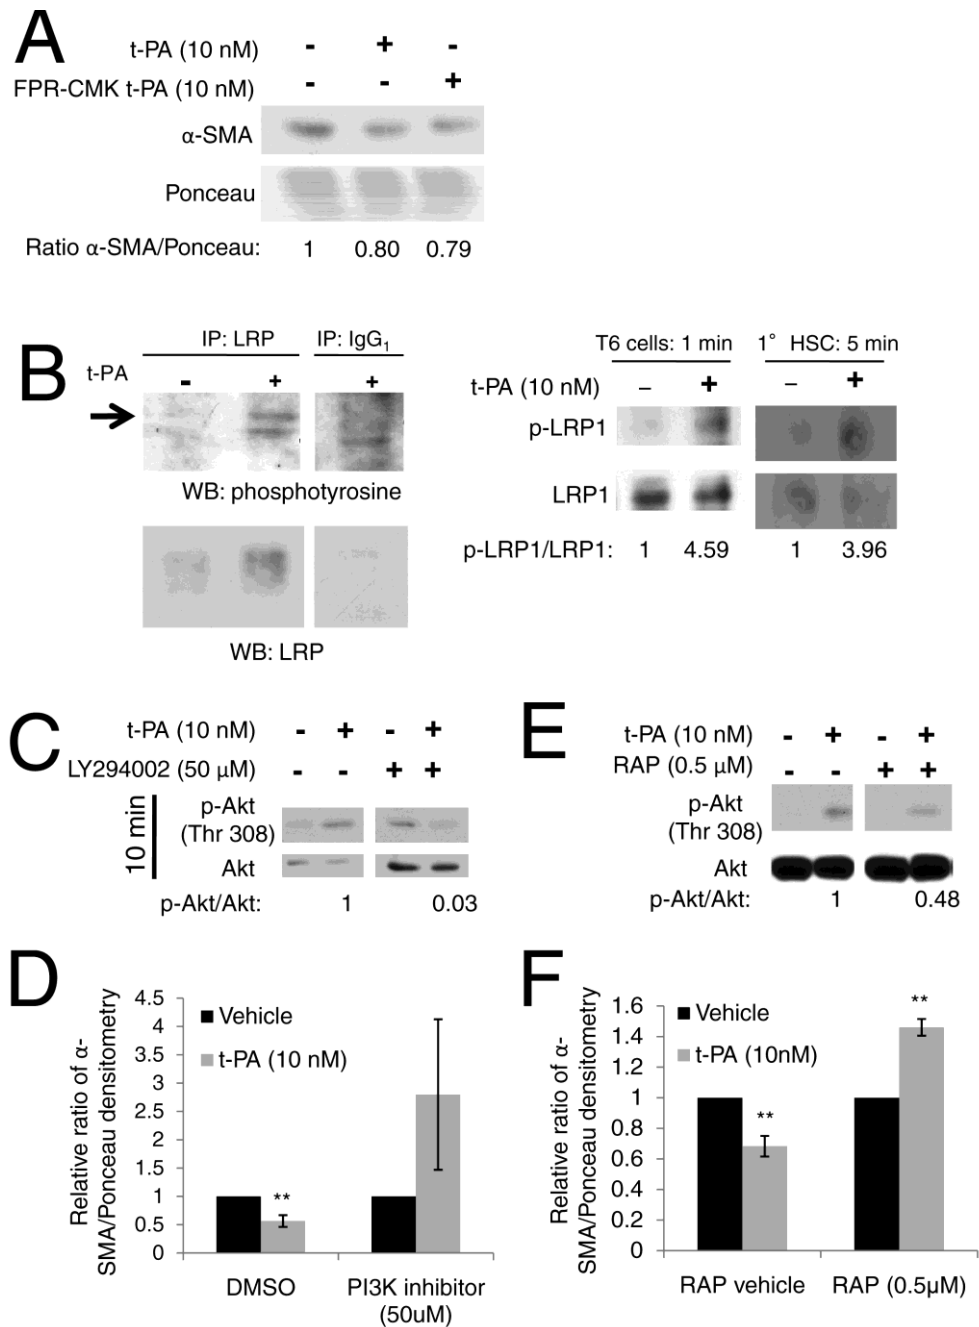 A
t-PA (10 nM) - + -
FPR-CMK t-PA (10 nM) - - +
α-SMA
Ponceau
Ratio α-SMA/Ponceau: 1 0.80 0.79
B
IP: LRP IP: IgG1
t-PA - + +
WB: phosphotyrosine
WB: LRP
T6 cells: 1 min 1° HSC: 5 min
t-PA (10 nM) – + – +
p-LRP1
LRP1
p-LRP1/LRP1: 1 4.59 1 3.96
C
t-PA (10 nM) - + - +
LY294002 (50 µM) - - + +
10 min
p-Akt
(Thr 308)
Akt
p-Akt/Akt: 1 0.03
E
t-PA (10 nM) - + - +
RAP (0.5 µM) - - + +
p-Akt
(Thr 308)
Akt
p-Akt/Akt: 1 0.48
D
Relative ratio of α-
SMA/Ponceau densitometry
4.5
4
3.5
3
2.5
2
1.5
1
0.5
0
Vehicle
t-PA (10 nM)
**
DMSO
PI3K inhibitor
(50uM)
F
Relative ratio of α-
SMA/Ponceau densitometry
1.6
1.4
1.2
1
0.8
0.6
0.4
0.2
0
Vehicle
t-PA (10nM)
**
**
RAP vehicle
RAP (0.5µM)